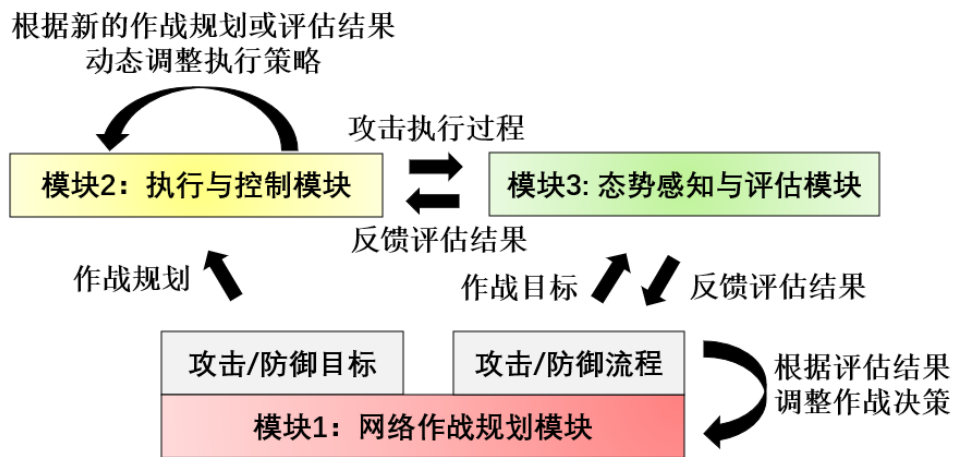 根据新的作战规划或评估结果
动态调整执行策略
攻击执行过程
模块2：执行与控制模块
模块3: 态势感知与评估模块
反馈评估结果
作战规划
作战目标
反馈评估结果
攻击/防御目标
攻击/防御流程
根据评估结果
调整作战决策
模块1：网络作战规划模块